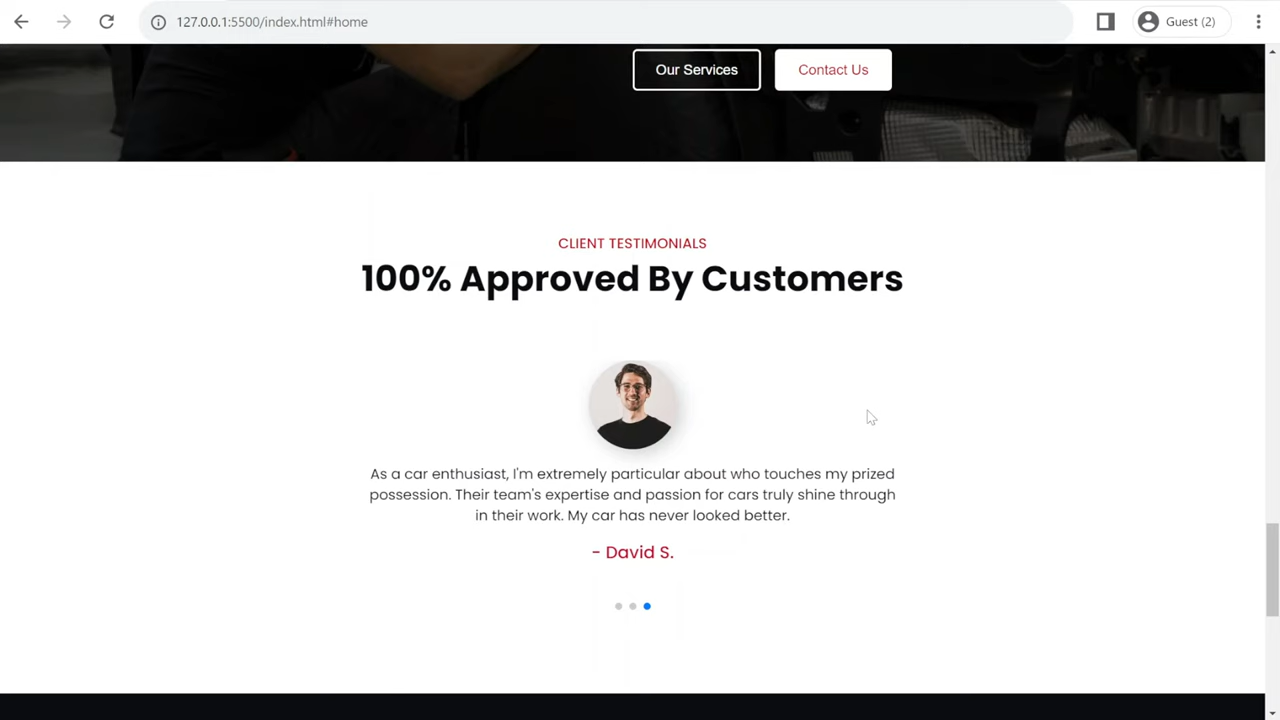 127.0.0.1:5500/index.html#home
Guest (2)
Our Services
Contact Us
CLIENT TESTIMONIALS
100% Approved By Customers
As a car enthusiast, I'm extremely particular about who touches my prized
possession. Their team's expertise and passion for cars truly shine through
in their work. My car has never looked better.
- David S.